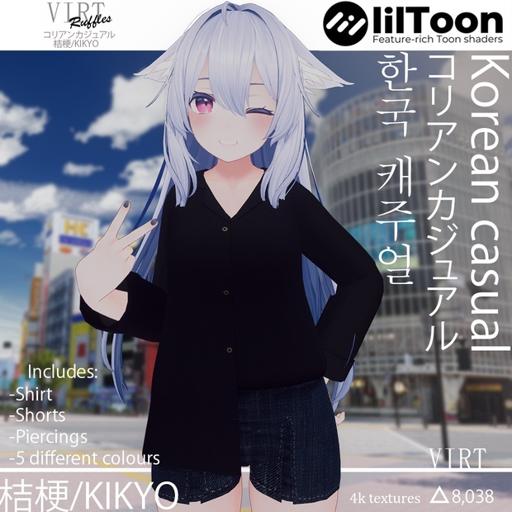 VIRT
Ruffles
コリアンカジュアル
桔梗/KIKYO
lilToon
Feature-rich Toon shaders
Korean casual
コリアンカジュアル
한국 캐주얼
Includes:
-Shirt
-Shorts
-Piercings
-5 different colours
VIRT
桔梗/KIKYO
4k textures
△8,038